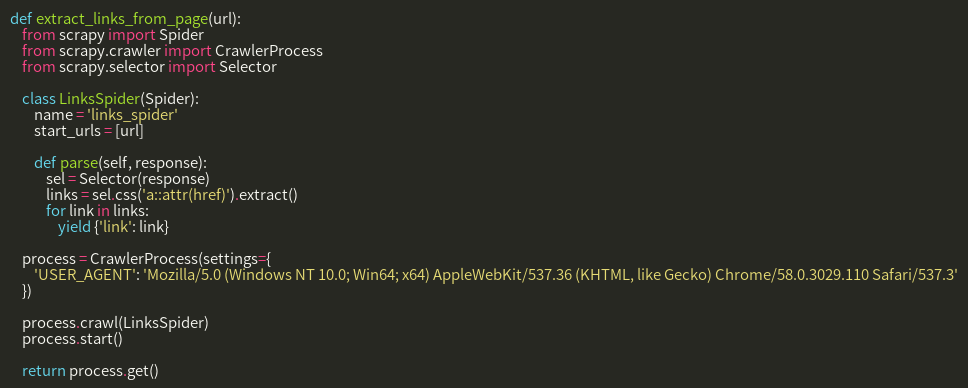 def extract_links_from_page(url):
    from scrapy import Spider
    from scrapy.crawler import CrawlerProcess
    from scrapy.selector import Selector

    class LinksSpider(Spider):
        name = 'links_spider'
        start_urls = [url]

        def parse(self, response):
            sel = Selector(response)
            links = sel.css('a::attr(href)').extract()
            for link in links:
                yield {'link': link}

    process = CrawlerProcess(settings={
        'USER_AGENT': 'Mozilla/5.0 (Windows NT 10.0; Win64; x64) AppleWebKit/537.36 (KHTML, like Gecko) Chrome/58.0.3029.110 Safari/537.3'
    })

    process.crawl(LinksSpider)
    process.start()

    return process.get()